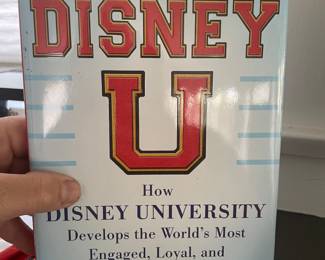 DISNEY
U
How
DISNEY UNIVERSITY
Develops the World's Most
Engaged, Loyal, and